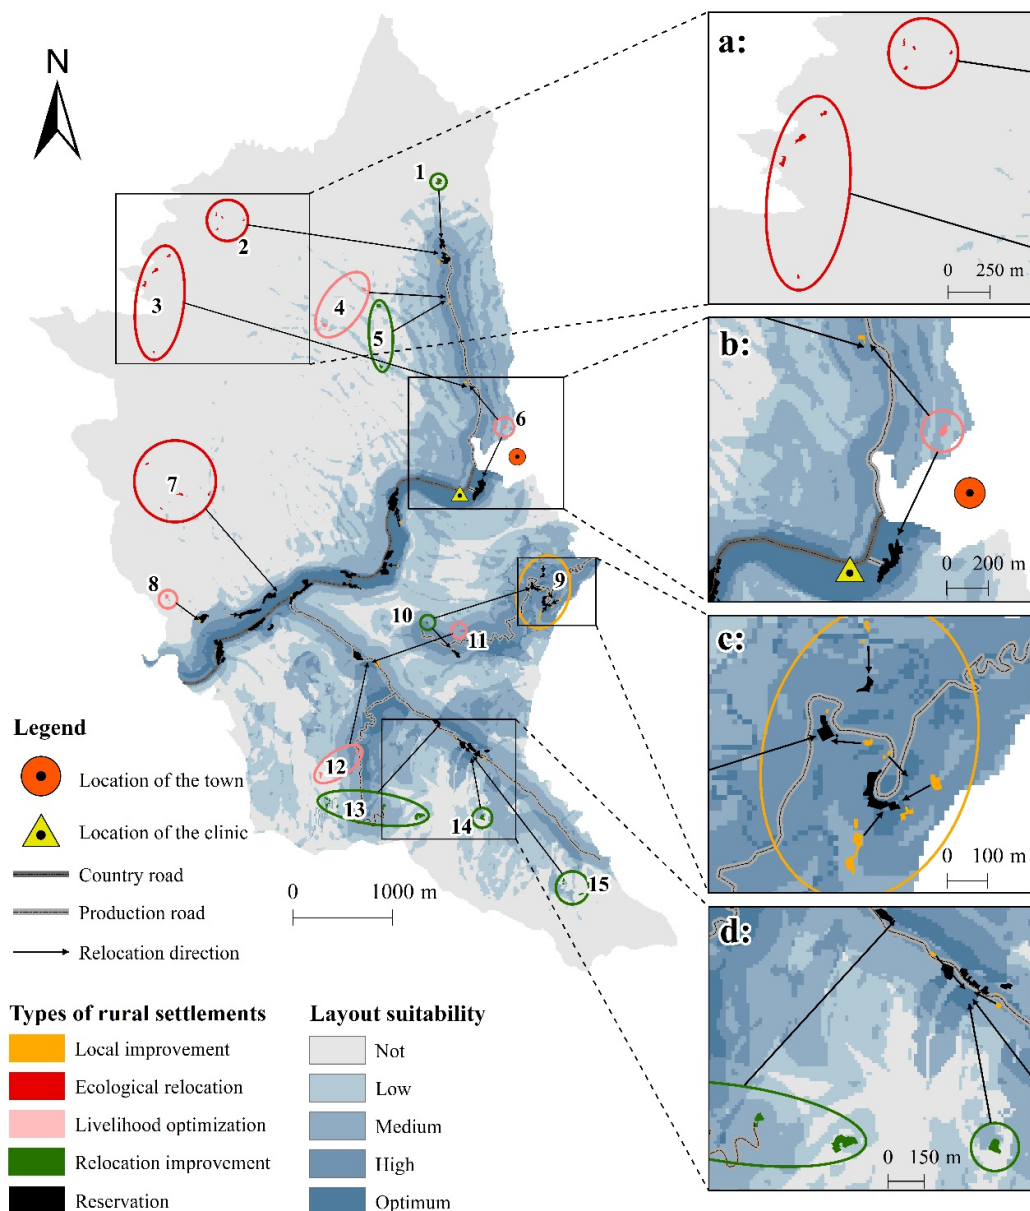 N
1
2
3
4
5
6
7
8
9
10
11
12
13
14
15
0
1000 m
Legend
Location of the town
Location of the clinic
Country road
Production road
Relocation direction
Types of rural settlements
Local improvement
Ecological relocation
Livelihood optimization
Relocation improvement
Reservation
Layout suitability
Not
Low
Medium
High
Optimum
a:
0 250 m
b:
0 200 m
c:
0 100 m
d:
0 150 m